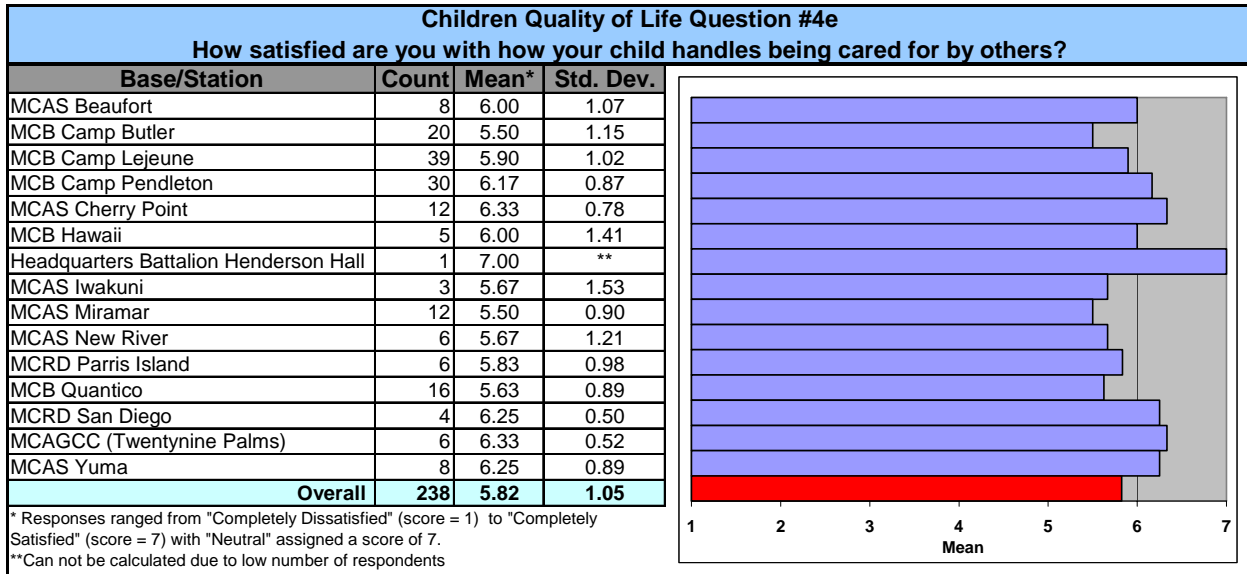 Children Quality of Life Question #4e
How satisfied are you with how your child handles being cared for by others?
Base/Station Count Mean* Std. Dev.
MCAS Beaufort 8 6.00 1.07
MCB Camp Butler 20 5.50 1.15
MCB Camp Lejeune 39 5.90 1.02
MCB Camp Pendleton 30 6.17 0.87
MCAS Cherry Point 12 6.33 0.78
MCB Hawaii 5 6.00 1.41
Headquarters Battalion Henderson Hall 1 7.00 **
MCAS Iwakuni 3 5.67 1.53
MCAS Miramar 12 5.50 0.90
MCAS New River 6 5.67 1.21
MCRD Parris Island 6 5.83 0.98
MCB Quantico 16 5.63 0.89
MCRD San Diego 4 6.25 0.50
MCAGCC (Twentynine Palms) 6 6.33 0.52
MCAS Yuma 8 6.25 0.89
Overall 238 5.82 1.05
* Responses ranged from "Completely Dissatisfied" (score = 1) to "Completely
Satisfied" (score = 7) with "Neutral" assigned a score of 7.
**Can not be calculated due to low number of respondents
1 2 3 4 5 6 7
Mean